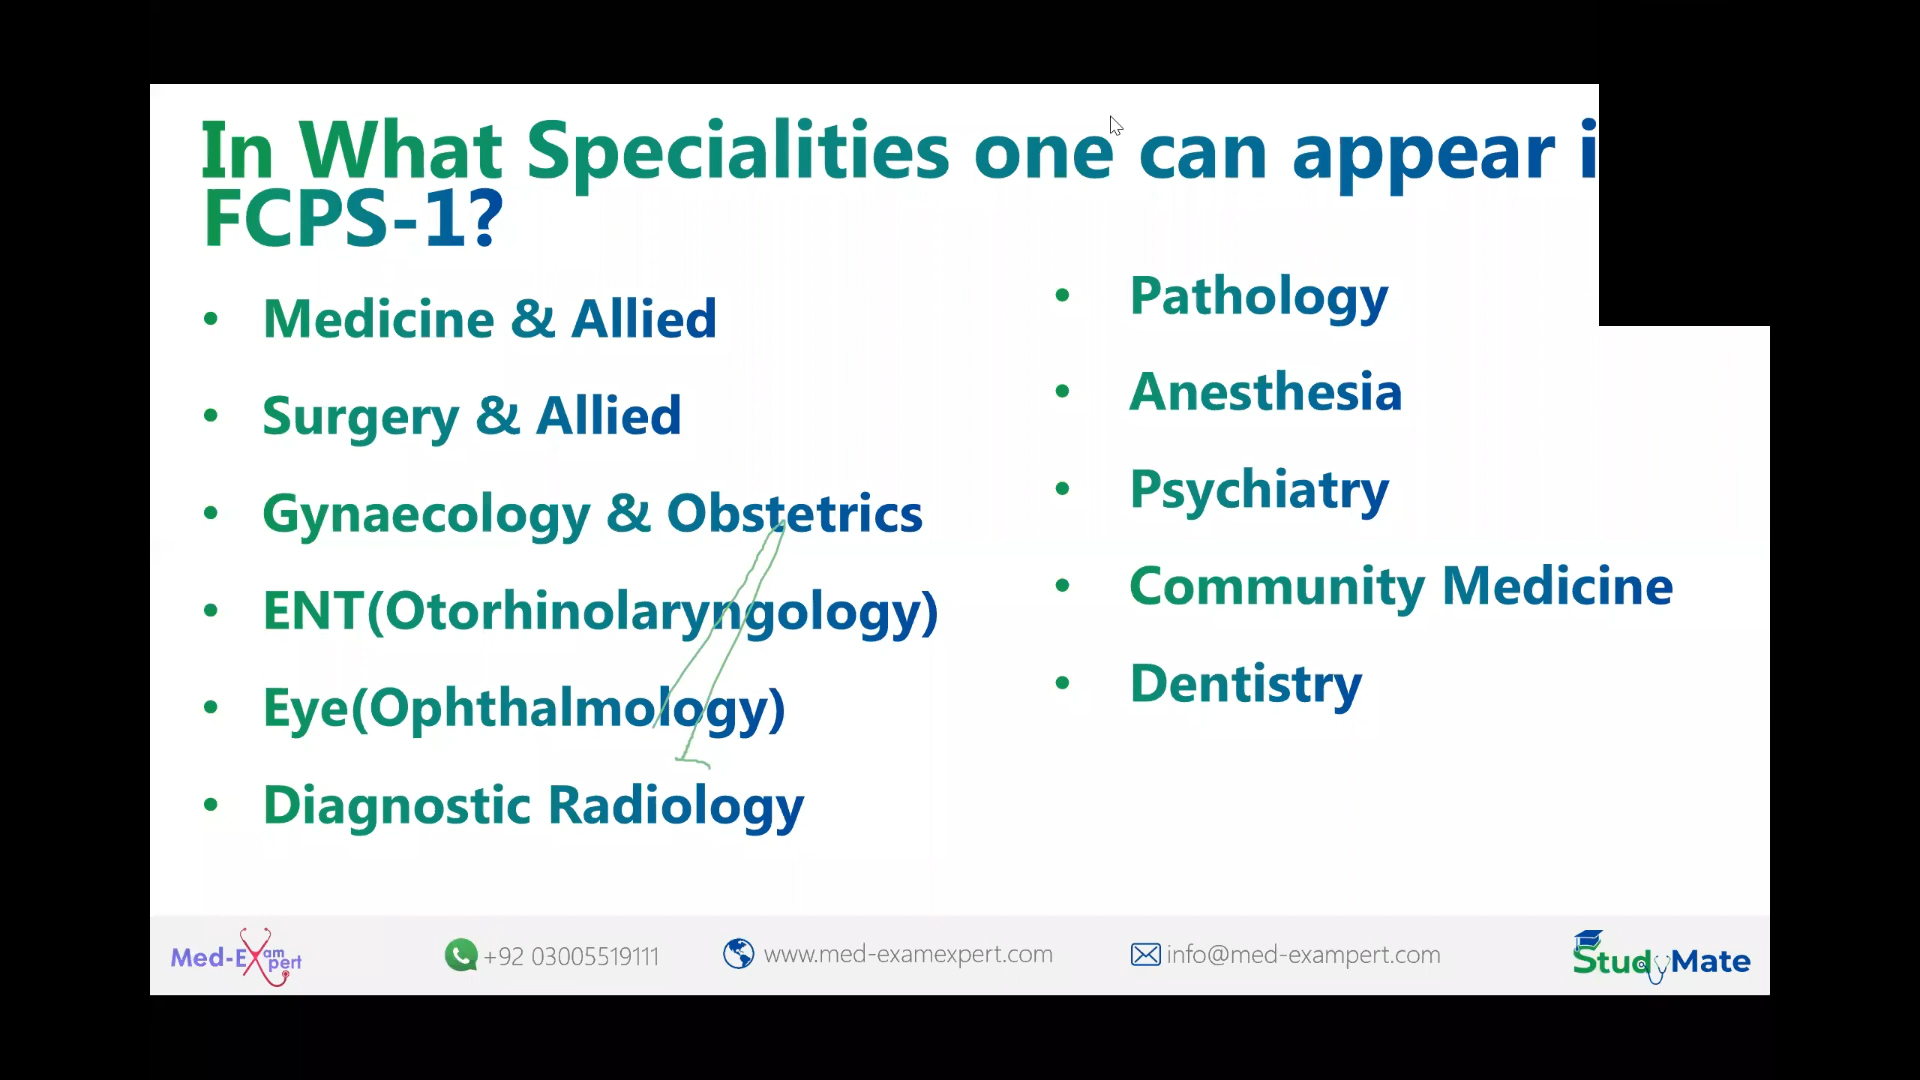 In What Specialities one can appear i
FCPS-1?
• Medicine & Allied
• Surgery & Allied
• Gynaecology & Obstetrics
• ENT(Otorhinolaryngology)
• Eye(Ophthalmology)
• Diagnostic Radiology
• Pathology
• Anesthesia
• Psychiatry
• Community Medicine
• Dentistry
Med-Exam Expert
+92 03005519111
www.med-examexpert.com
info@med-exampert.com
StudyMate